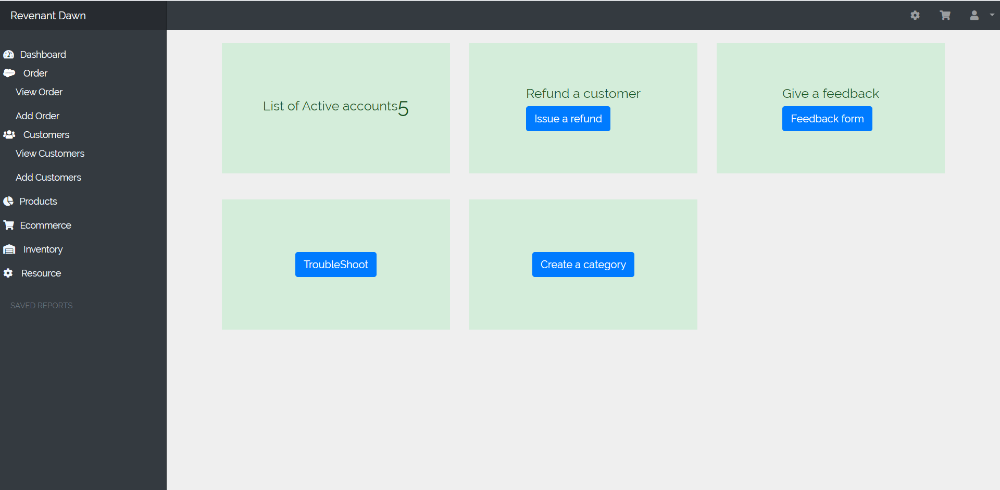 Revenant Dawn
Dashboard
Order
View Order
Add Order
Customers
View Customers
Add Customers
Products
Ecommerce
Inventory
Resource
SAVED REPORTS
List of Active accounts5
Refund a customer
Issue a refund
Give a feedback
Feedback form
TroubleShoot
Create a category